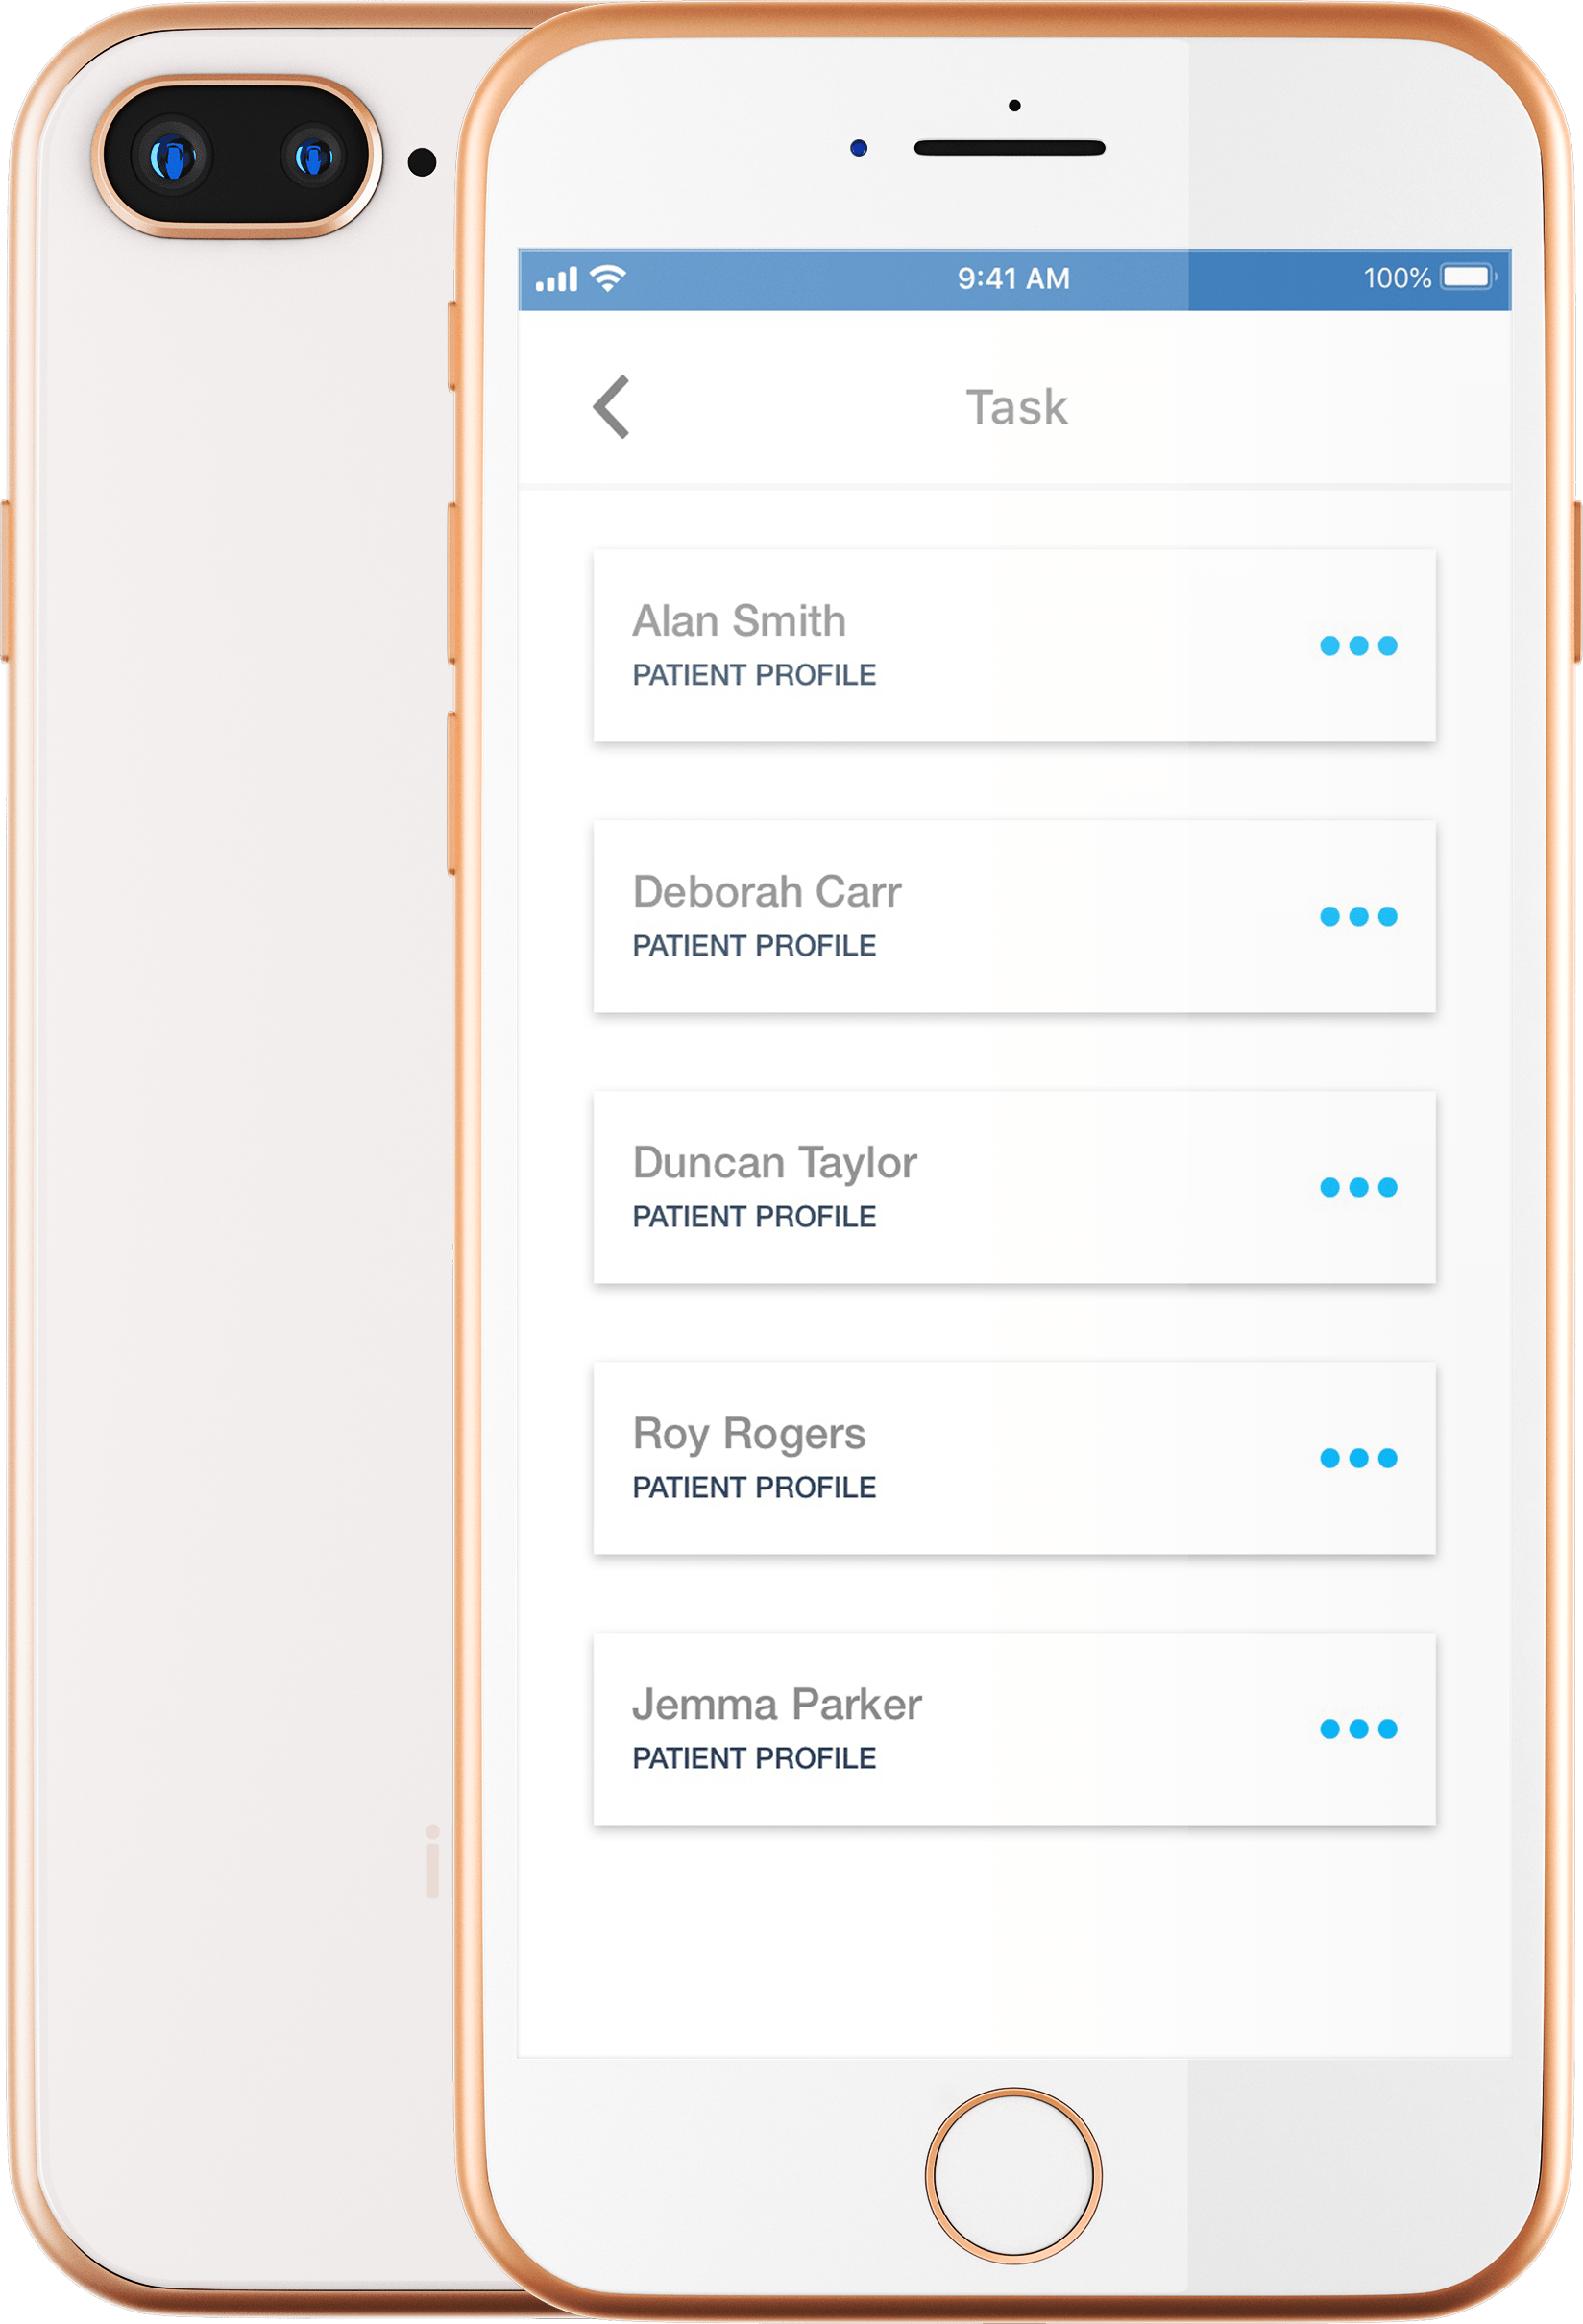 9:41 AM 100%
Task
Alan Smith
PATIENT PROFILE
Deborah Carr
PATIENT PROFILE
Duncan Taylor
PATIENT PROFILE
Roy Rogers
PATIENT PROFILE
Jemma Parker
PATIENT PROFILE
i